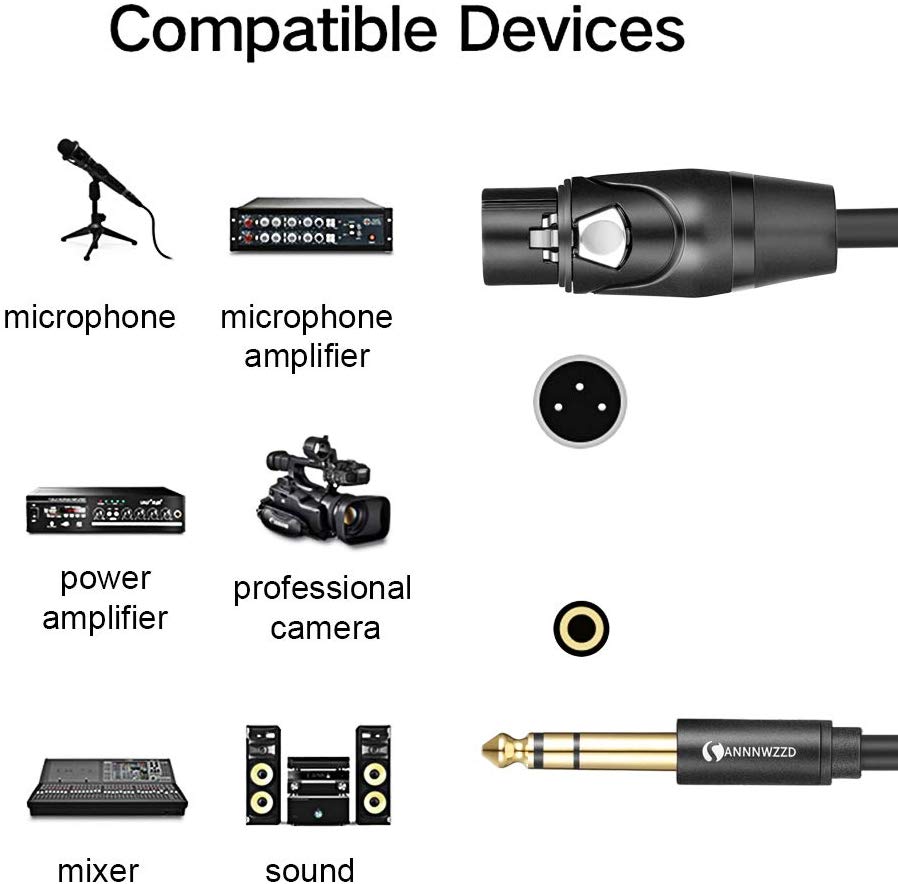 Compatible Devices
microphone
microphone
amplifier
power
amplifier
professional
camera
ANNNWZZD
mixer
sound